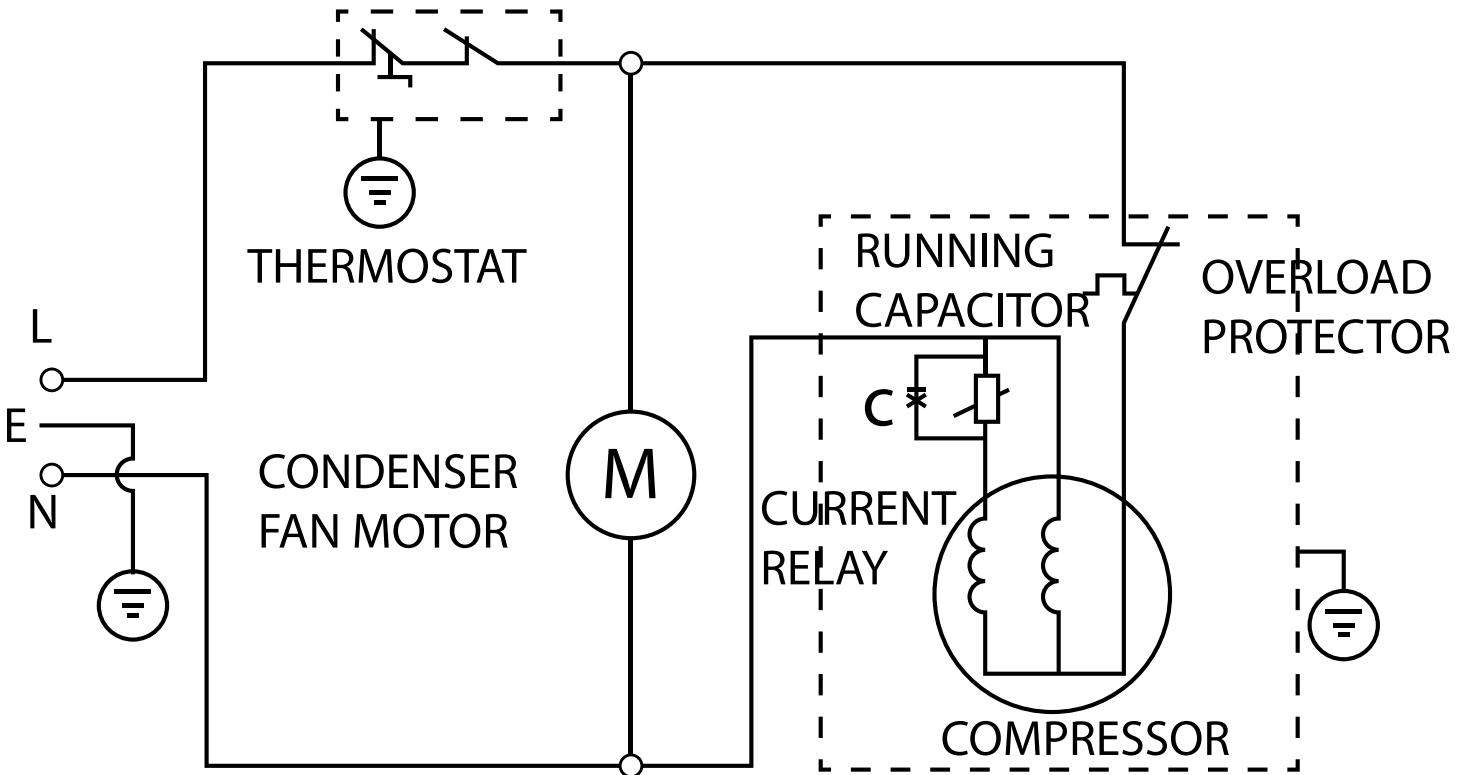 THERMOSTAT
RUNNING
CAPACITOR
OVERLOAD
PROTECTOR
L
E
N
C
CONDENSER
FAN MOTOR
M
CURRENT
RELAY
COMPRESSOR